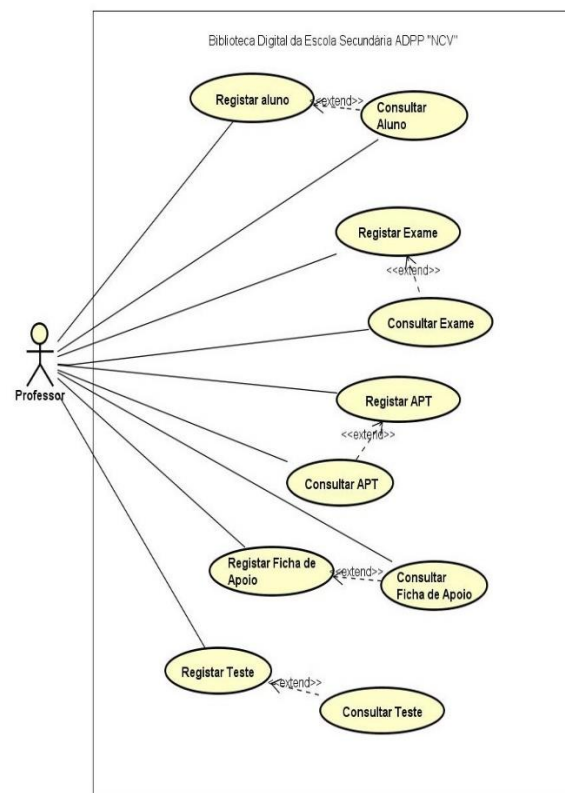 Biblioteca Digital da Escola Secundária ADPP "NCV"
Registar aluno
<<extend>>
Consultar
Aluno
Registar Exame
<<extend>>
Consultar Exame
Professor
Registar APT
<<extend>>
Consultar APT
Registar Ficha de
Apoio
<<extend>>
Consultar
Ficha de Apoio
Registar Teste
<<extend>>
Consultar Teste